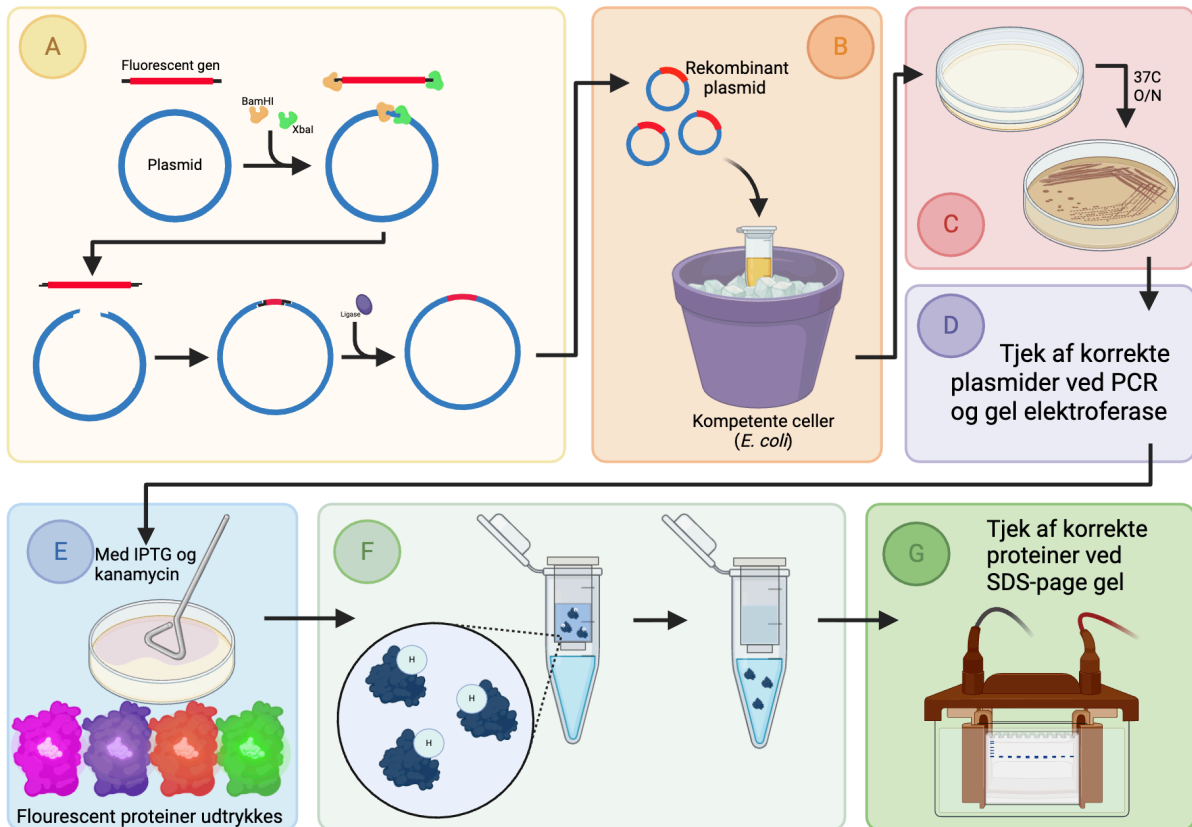 A
Fluorescent gen
BamHI
XbaI
Plasmid
Ligase
B
Rekombinant
plasmid
Kompetente celler
(E. coli)
37C
O/N
C
D
Tjek af korrekte
plasmider ved PCR
og gel elektroferase
E
Med IPTG og
kanamycin
Flourescent proteiner udtrykkes
F
H
H
H
G
Tjek af korrekte
proteiner ved
SDS-page gel